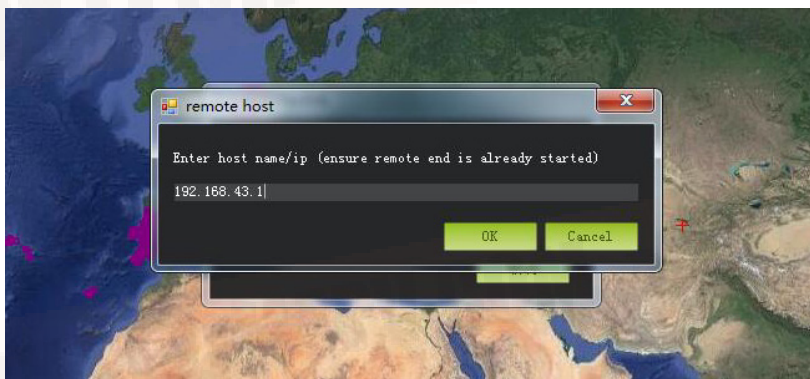 remote host
Enter host name/ip (ensure remote end is already started)
192.168.43.1
OK Cancel